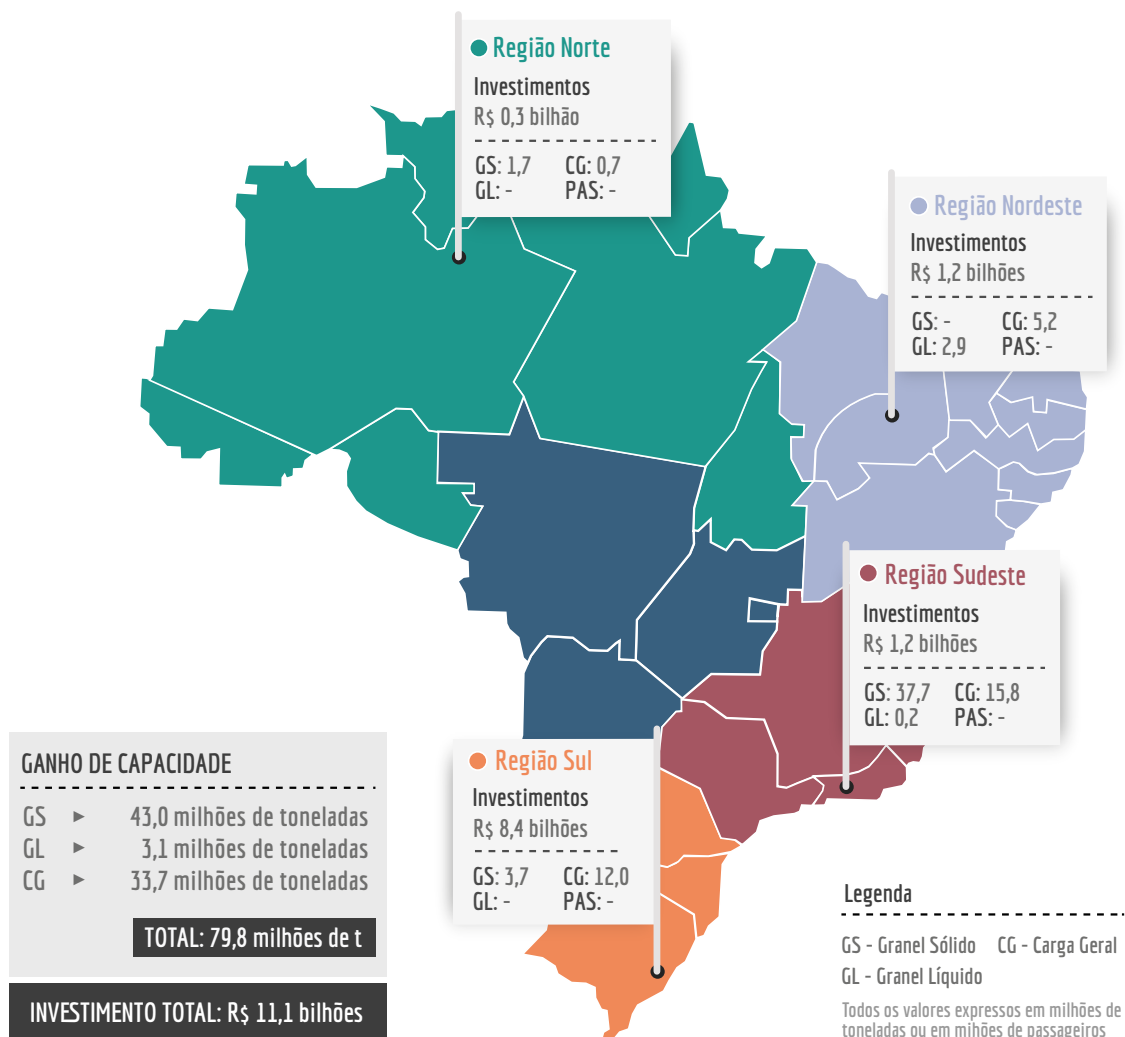 Região Norte
Investimentos
R$ 0,3 bilhão
GS: 1,7 CG: 0,7
GL: - PAS: -
Região Nordeste
Investimentos
R$ 1,2 bilhões
GS: - CG: 5,2
GL: 2,9 PAS: -
Região Sudeste
Investimentos
R$ 1,2 bilhões
GS: 37,7 CG: 15,8
GL: 0,2 PAS: -
Região Sul
Investimentos
R$ 8,4 bilhões
GS: 3,7 CG: 12,0
GL: - PAS: -
GANHO DE CAPACIDADE
GS ► 43,0 milhões de toneladas
GL ► 3,1 milhões de toneladas
CG ► 33,7 milhões de toneladas
TOTAL: 79,8 milhões de t
INVESTIMENTO TOTAL: R$ 11,1 bilhões
Legenda
GS - Granel Sólido CG - Carga Geral
GL - Granel Líquido
Todos os valores expressos em milhões de
toneladas ou em mihões de passageiros